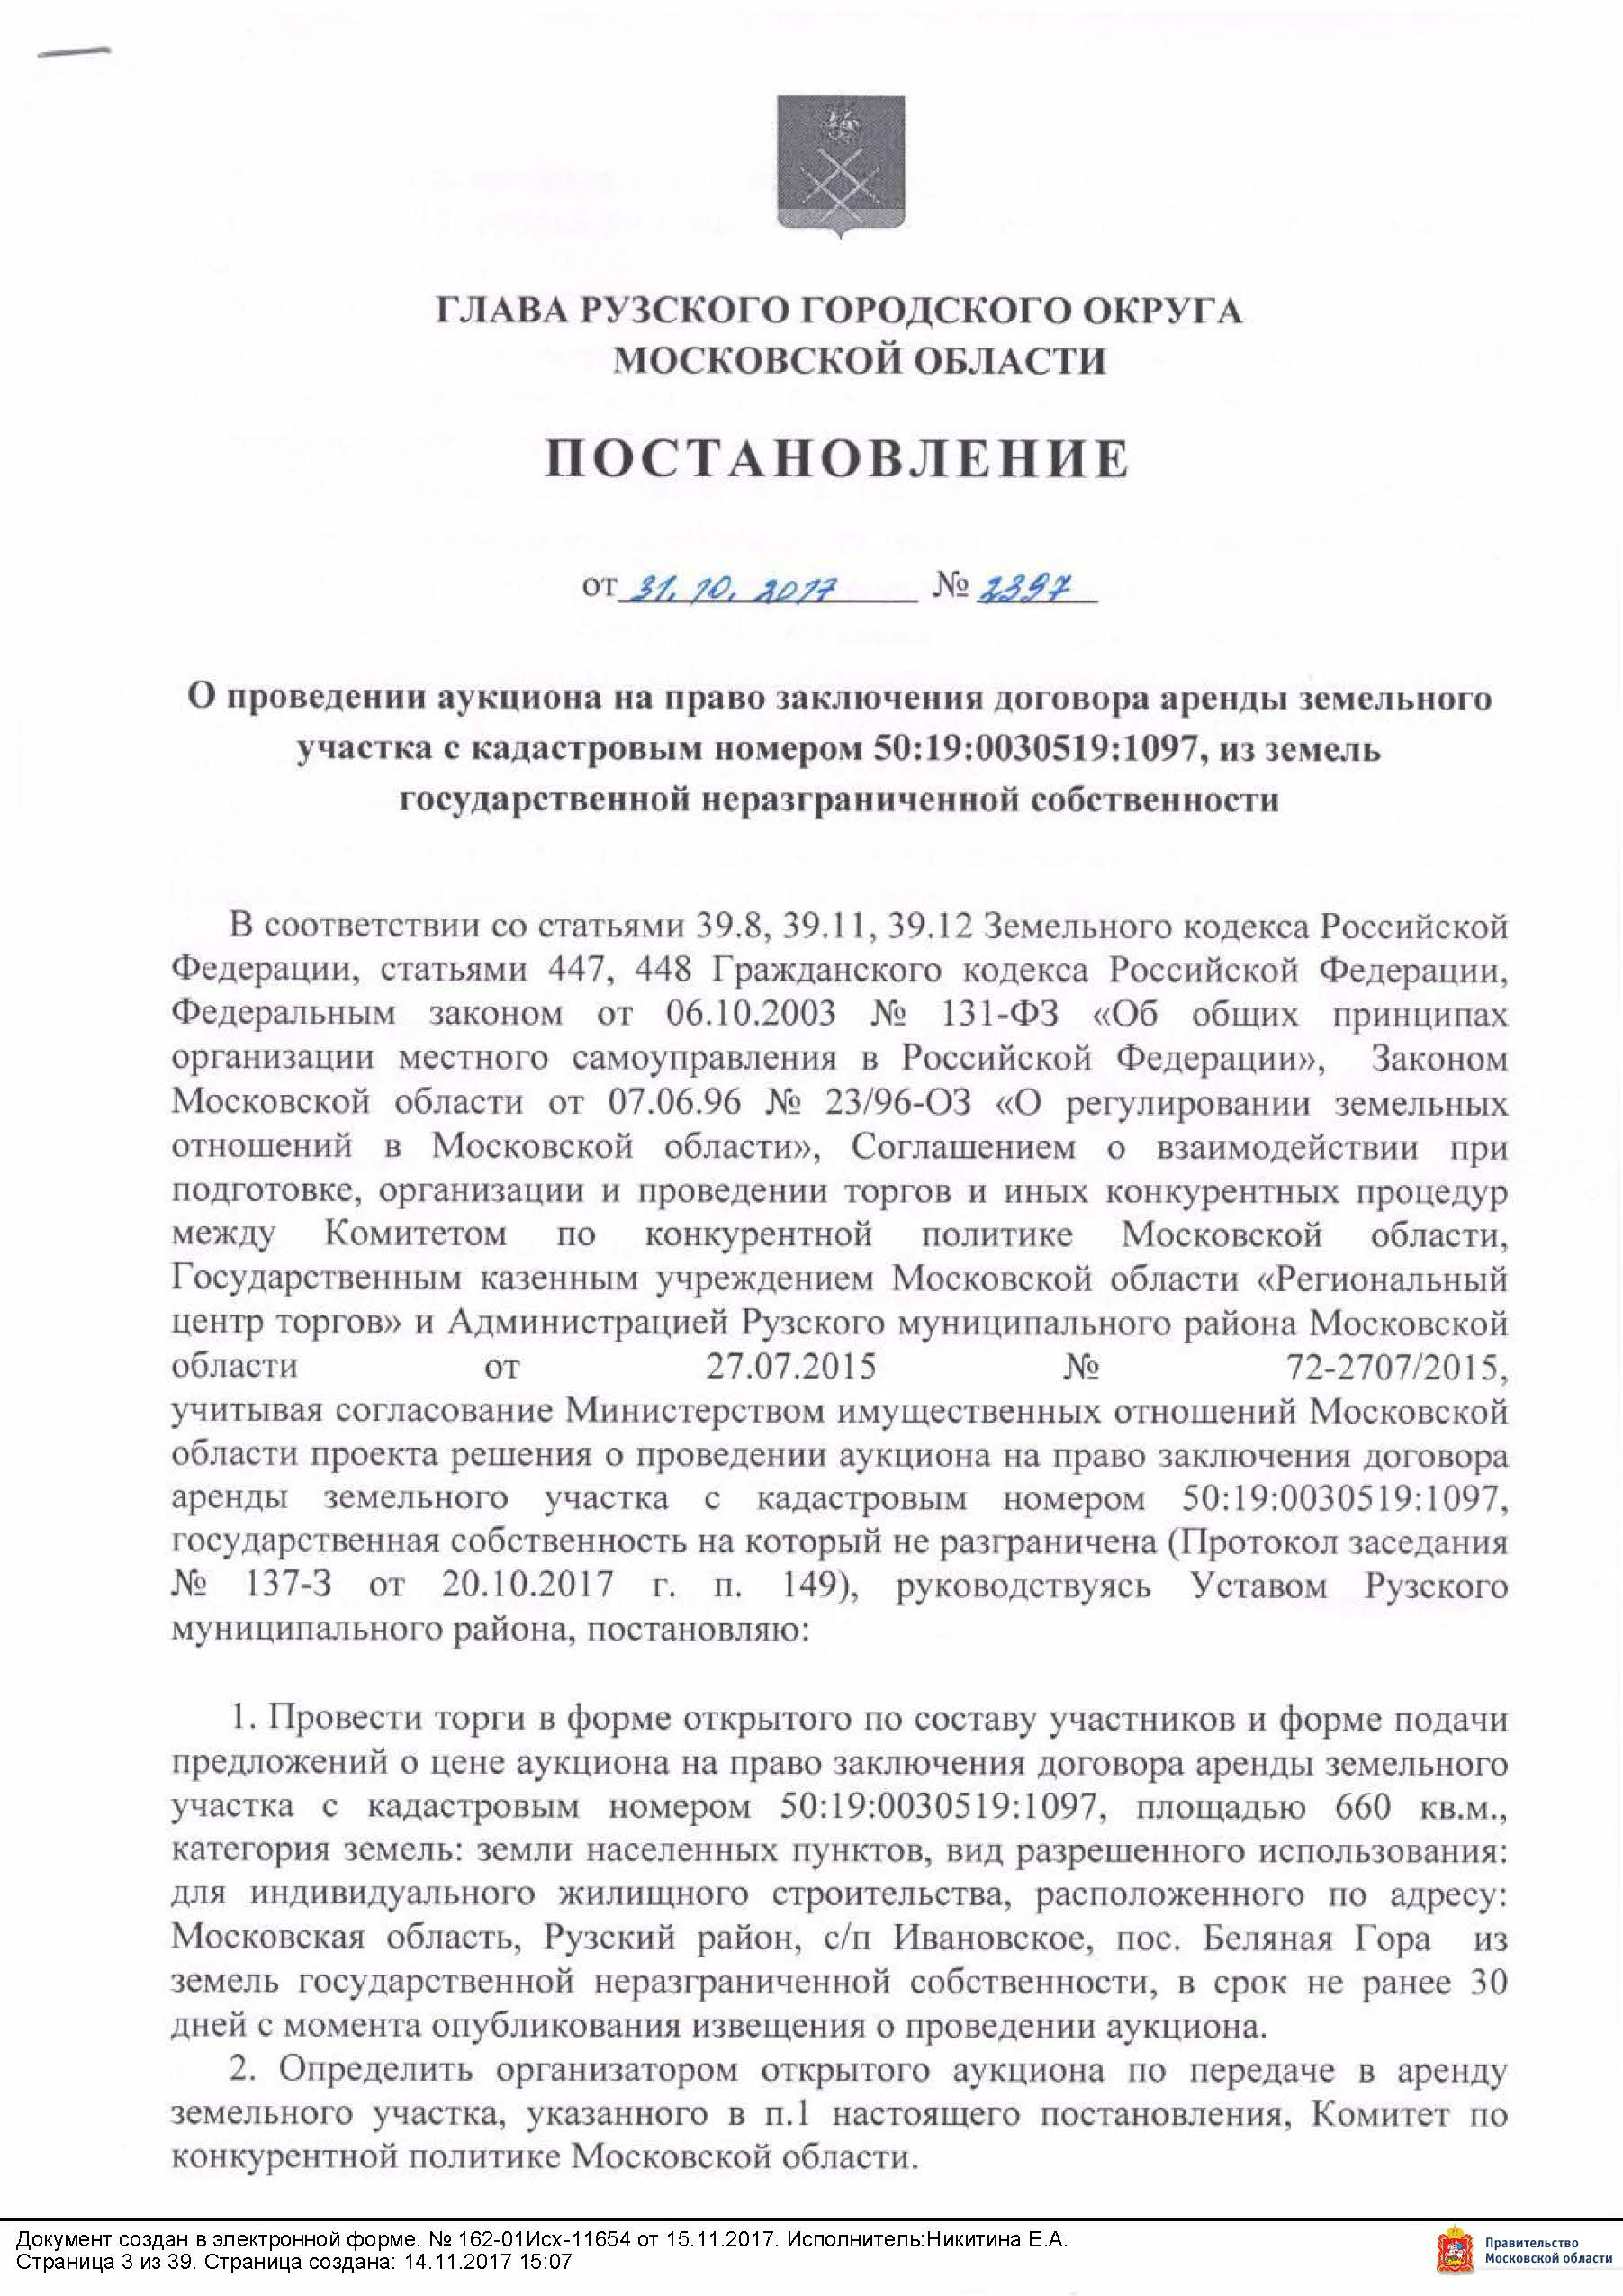 ГЛАВА РУЗСКОГО ГОРОДСКОГО ОКРУГА
МОСКОВСКОЙ ОБЛАСТИ
ПОСТАНОВЛЕНИЕ
от 31.10.2017 № 2397
О проведении аукциона на право заключения договора аренды земельного
участка с кадастровым номером 50:19:0030519:1097, из земель
государственной неразграниченной собственности
В соответствии со статьями 39.8, 39.11, 39.12 Земельного кодекса Российской
Федерации, статьями 447, 448 Гражданского кодекса Российской Федерации,
Федеральным законом от 06.10.2003 № 131-ФЗ «Об общих принципах
организации местного самоуправления в Российской Федерации», Законом
Московской области от 07.06.96 № 23/96-ОЗ «О регулировании земельных
отношений в Московской области», Соглашением о взаимодействии при
подготовке, организации и проведении торгов и иных конкурентных процедур
между Комитетом по конкурентной политике Московской области,
Государственным казенным учреждением Московской области «Региональный
центр торгов» и Администрацией Рузского муниципального района Московской
области от 27.07.2015 № 72-2707/2015,
учитывая согласование Министерством имущественных отношений Московской
области проекта решения о проведении аукциона на право заключения договора
аренды земельного участка с кадастровым номером 50:19:0030519:1097,
государственная собственность на который не разграничена (Протокол заседания
№ 137-З от 20.10.2017 г. п. 149), руководствуясь Уставом Рузского
муниципального района, постановляю:
1. Провести торги в форме открытого по составу участников и форме подачи
предложений о цене аукциона на право заключения договора аренды земельного
участка с кадастровым номером 50:19:0030519:1097, площадью 660 кв.м.,
категория земель: земли населенных пунктов, вид разрешенного использования:
для индивидуального жилищного строительства, расположенного по адресу:
Московская область, Рузский район, с/п Ивановское, пос. Беляная Гора из
земель государственной неразграниченной собственности, в срок не ранее 30
дней с момента опубликования извещения о проведении аукциона.
2. Определить организатором открытого аукциона по передаче в аренду
земельного участка, указанного в п.1 настоящего постановления, Комитет по
конкурентной политике Московской области.
Документ создан в электронной форме. № 162-01Исх-11654 от 15.11.2017. Исполнитель:Никитина Е.А.
Страница 3 из 39. Страница создана: 14.11.2017 15:07
Правительство
Московской области